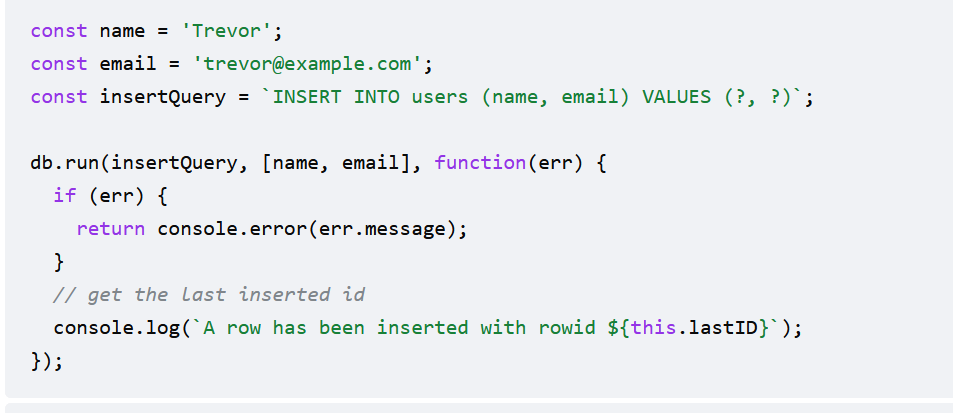 const name = 'Trevor';
const email = 'trevor@example.com';
const insertQuery = `INSERT INTO users (name, email) VALUES (?, ?)`;

db.run(insertQuery, [name, email], function(err) {
  if (err) {
    return console.error(err.message);
  }
  // get the last inserted id
  console.log(`A row has been inserted with rowid ${this.lastID}`);
});